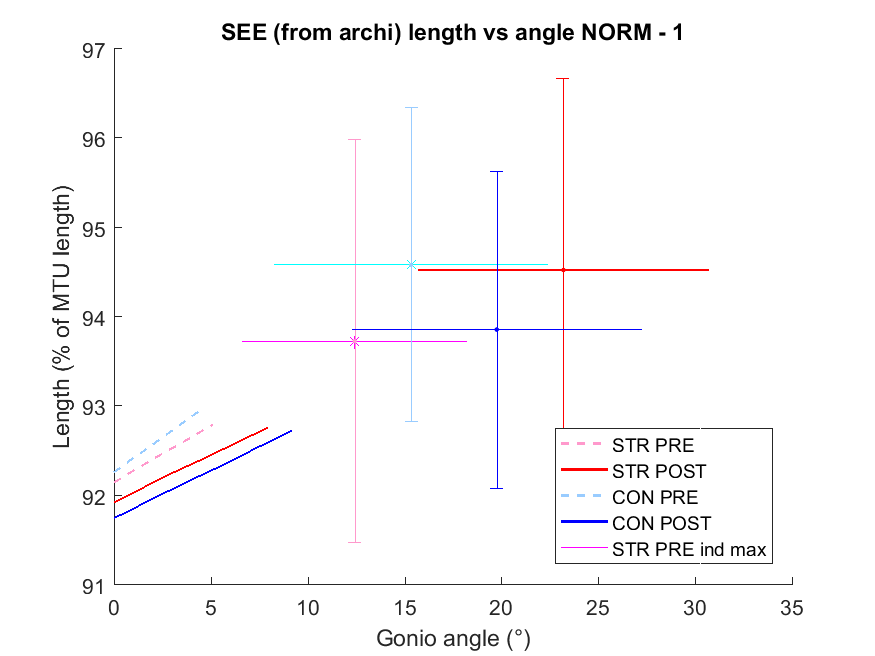 SEE (from archi) length vs angle NORM - 1
97
96
95
94
93
92
91
Length (% of MTU length)
STR PRE
STR POST
CON PRE
CON POST
STR PRE ind max
0 5 10 15 20 25 30 35
Gonio angle (°)